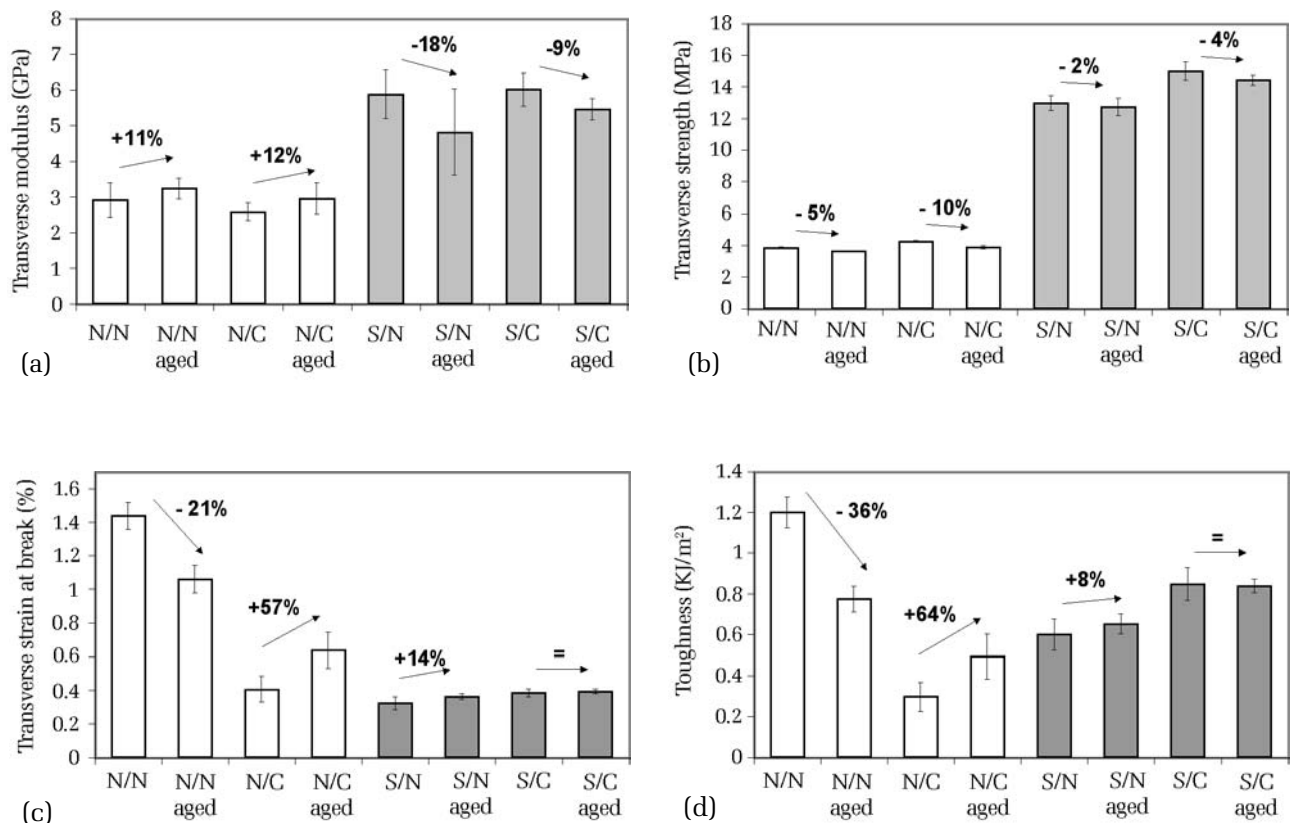 Transverse modulus (GPa)
8
7
6
5
4
3
2
1
0
+11%
+12%
-18%
-9%
N/N
N/N
aged
N/C
N/C
aged
S/N
S/N
aged
S/C
S/C
aged
(a)
Transverse strength (MPa)
18
16
14
12
10
8
6
4
2
0
- 5%
- 10%
- 2%
- 4%
N/N
N/N
aged
N/C
N/C
aged
S/N
S/N
aged
S/C
S/C
aged
(b)
Transverse strain at break (%)
1.6
1.4
1.2
1
0.8
0.6
0.4
0.2
0
- 21%
+57%
+14%
=
N/N
N/N
aged
N/C
N/C
aged
S/N
S/N
aged
S/C
S/C
aged
(c)
Toughness (KJ/m²)
1.4
1.2
1
0.8
0.6
0.4
0.2
0
- 36%
+64%
+8%
=
N/N
N/N
aged
N/C
N/C
aged
S/N
S/N
aged
S/C
S/C
aged
(d)